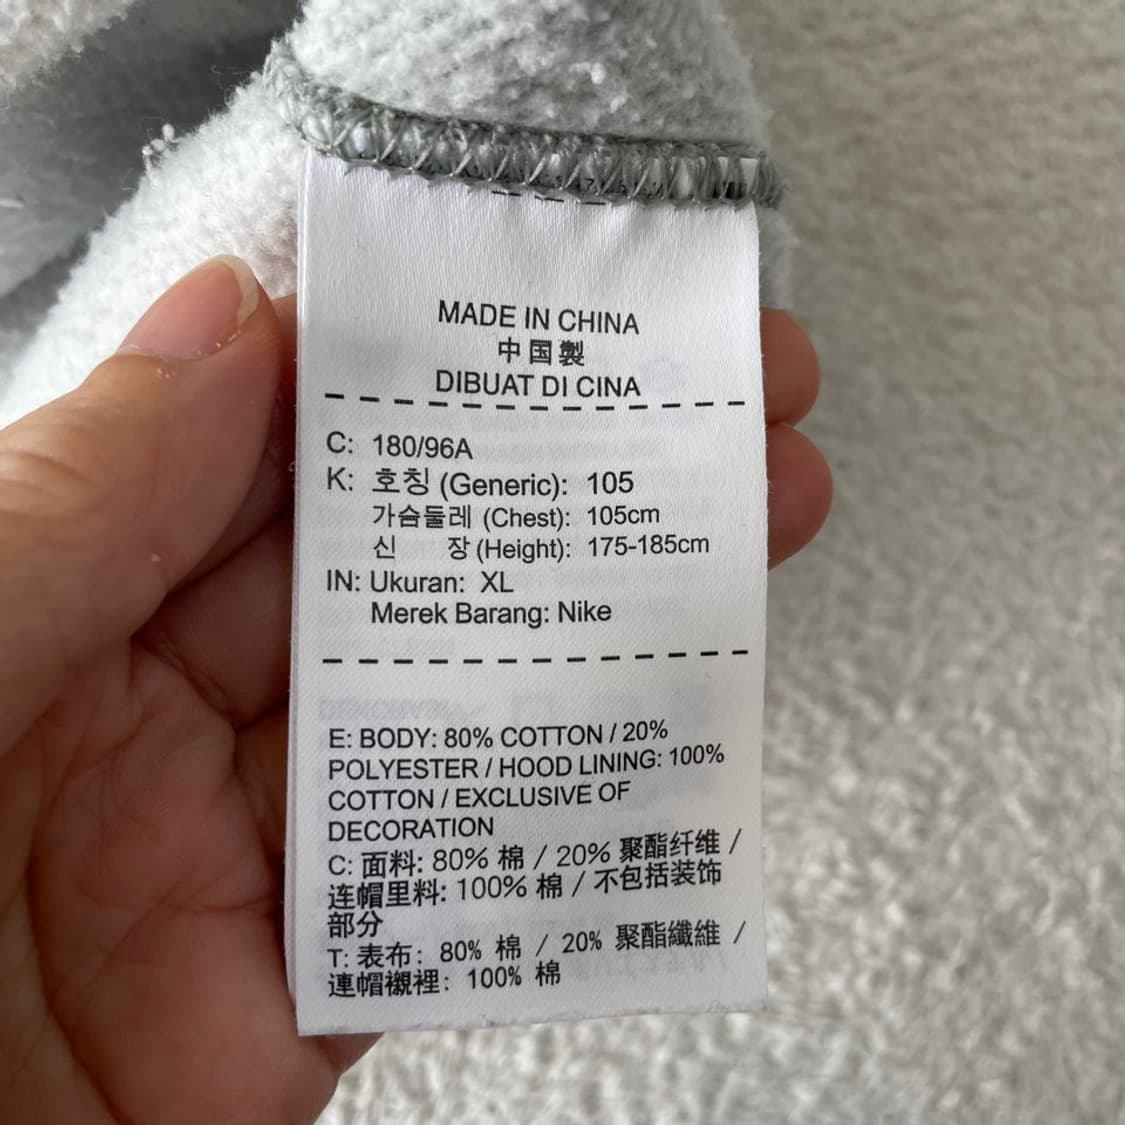 MADE IN CHINA
中国製
DIBUAT DI CINA
C: 180/96A
K: 호칭 (Generic): 105
가슴둘레 (Chest): 105cm
신 장 (Height): 175-185cm
IN: Ukuran: XL
Merek Barang: Nike
E: BODY: 80% COTTON / 20%
POLYESTER / HOOD LINING: 100%
COTTON / EXCLUSIVE OF
DECORATION
C: 面料: 80% 棉 / 20% 聚酯纤维 /
连帽里料: 100% 棉 / 不包括装饰
部分
T: 表布: 80% 棉 / 20% 聚酯纖維 /
連帽襯裡: 100% 棉